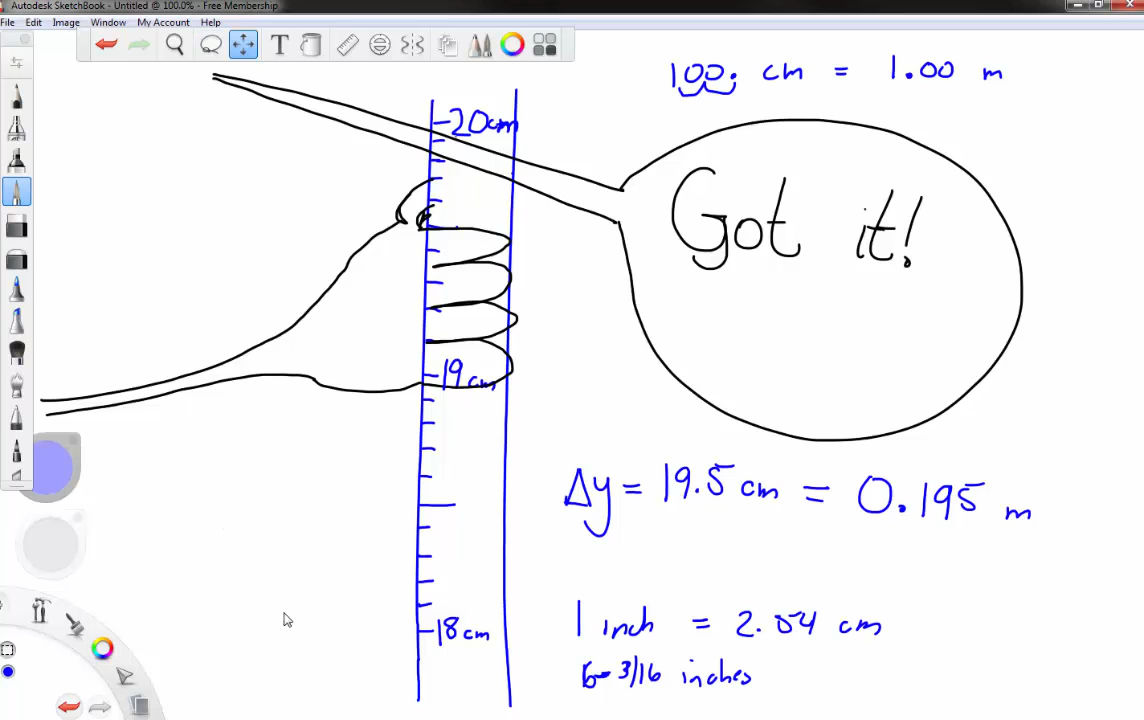 Autodesk SketchBook - Untitled @ 100.0% - Free Membership
File Edit Image Window My Account Help
100. cm = 1.00 m
20cm
Got it!
19 cm
Δy = 19.5 cm = 0.195 m
1 inch = 2.54 cm
18cm
6-3/16 inches